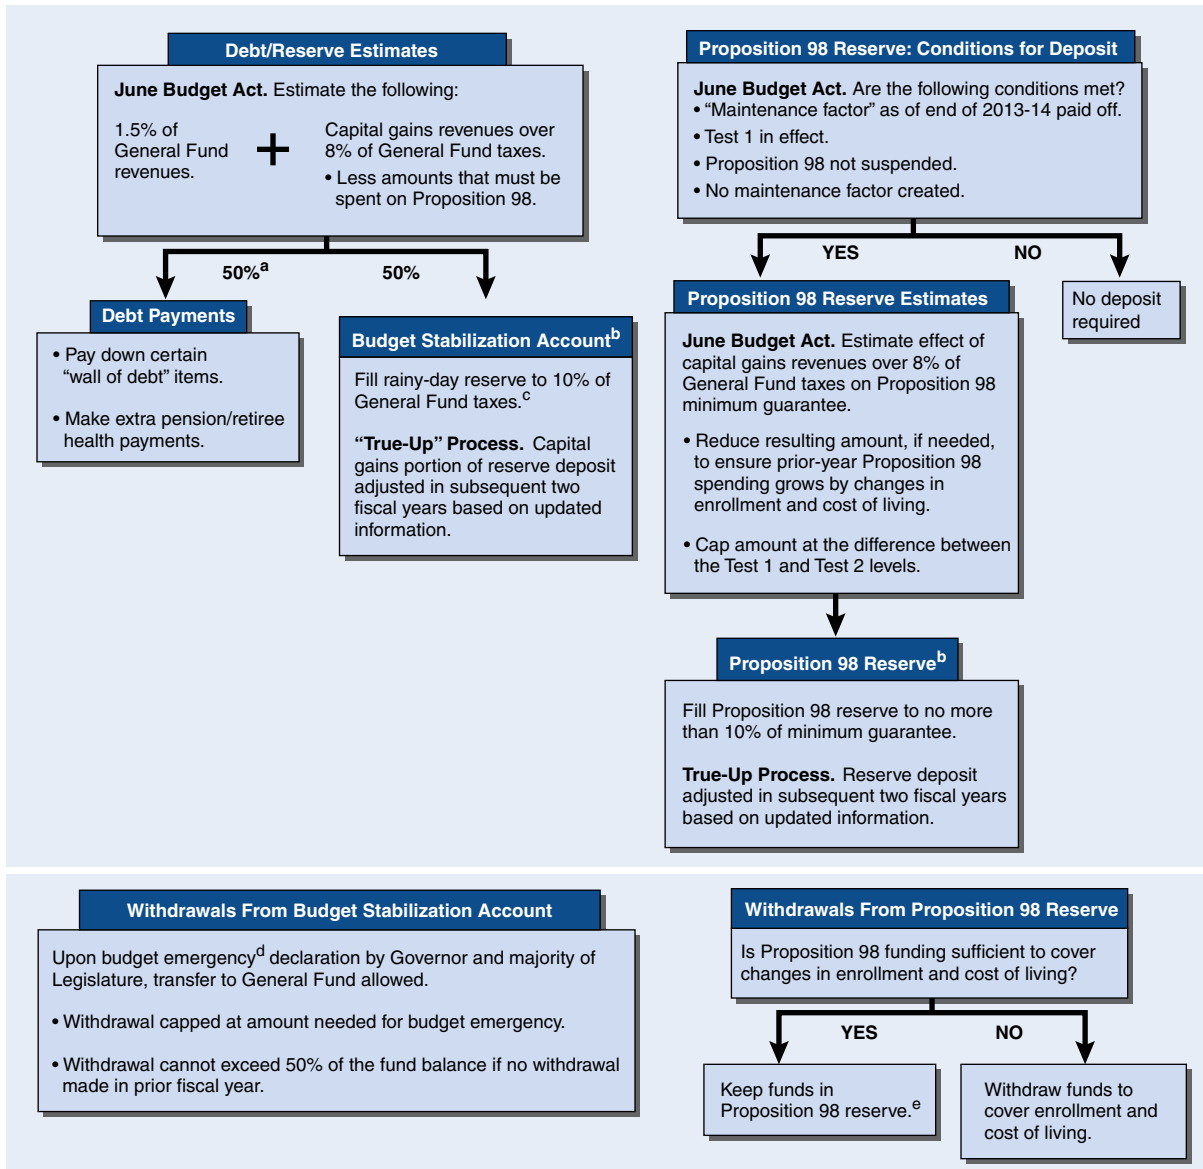 Debt/Reserve Estimates
June Budget Act. Estimate the following:
1.5% of
General Fund
revenues.
+
Capital gains revenues over
8% of General Fund taxes.
• Less amounts that must be
spent on Proposition 98.
50%a
50%
Debt Payments
• Pay down certain
“wall of debt” items.
• Make extra pension/retiree
health payments.
Budget Stabilization Accountb
Fill rainy-day reserve to 10% of
General Fund taxes.c
“True-Up” Process. Capital
gains portion of reserve deposit
adjusted in subsequent two
fiscal years based on updated
information.
Proposition 98 Reserve: Conditions for Deposit
June Budget Act. Are the following conditions met?
• “Maintenance factor” as of end of 2013-14 paid off.
• Test 1 in effect.
• Proposition 98 not suspended.
• No maintenance factor created.
YES
NO
No deposit
required
Proposition 98 Reserve Estimates
June Budget Act. Estimate effect of
capital gains revenues over 8% of
General Fund taxes on Proposition 98
minimum guarantee.
• Reduce resulting amount, if needed,
to ensure prior-year Proposition 98
spending grows by changes in
enrollment and cost of living.
• Cap amount at the difference between
the Test 1 and Test 2 levels.
Proposition 98 Reserveb
Fill Proposition 98 reserve to no more
than 10% of minimum guarantee.
True-Up Process. Reserve deposit
adjusted in subsequent two fiscal years
based on updated information.
Withdrawals From Budget Stabilization Account
Upon budget emergencyd declaration by Governor and majority of
Legislature, transfer to General Fund allowed.
• Withdrawal capped at amount needed for budget emergency.
• Withdrawal cannot exceed 50% of the fund balance if no withdrawal
made in prior fiscal year.
Withdrawals From Proposition 98 Reserve
Is Proposition 98 funding sufficient to cover
changes in enrollment and cost of living?
YES
NO
Keep funds in
Proposition 98 reserve.e
Withdraw funds to
cover enrollment and
cost of living.